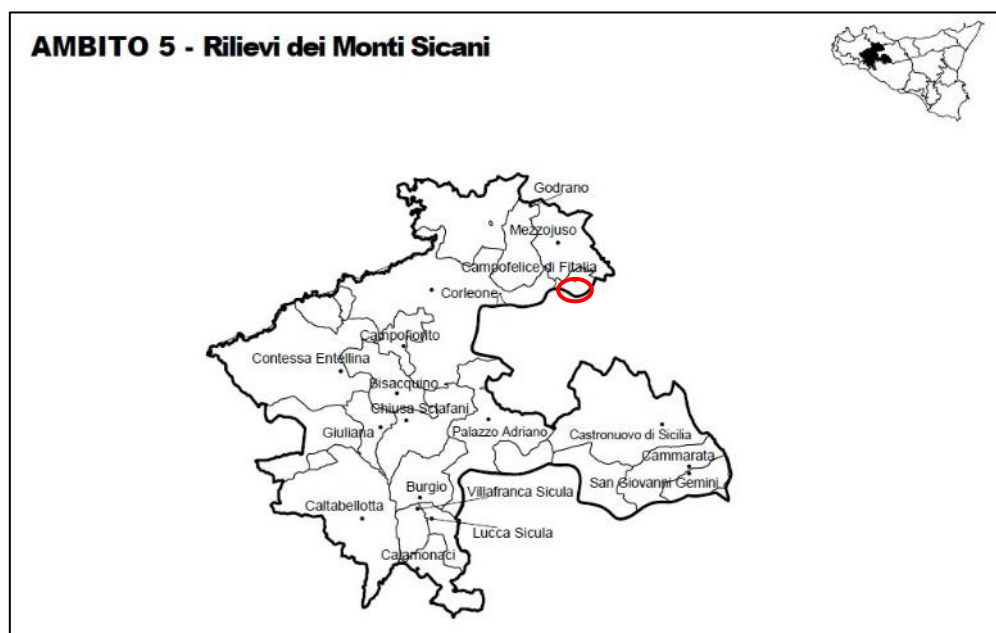 AMBITO 5 - Rilievi dei Monti Sicani
Godrano
Mezzojuso
Campofelice di Fitalia
Corleone
Campofiorito
Contessa Entellina
Bisacquino
Chiusa Sclafani
Giuliana
Palazzo Adriano
Castronuovo di Sicilia
Cammarata
San Giovanni Gemini
Burgio
Villafranca Sicula
Caltabellotta
Lucca Sicula
Calamonaci